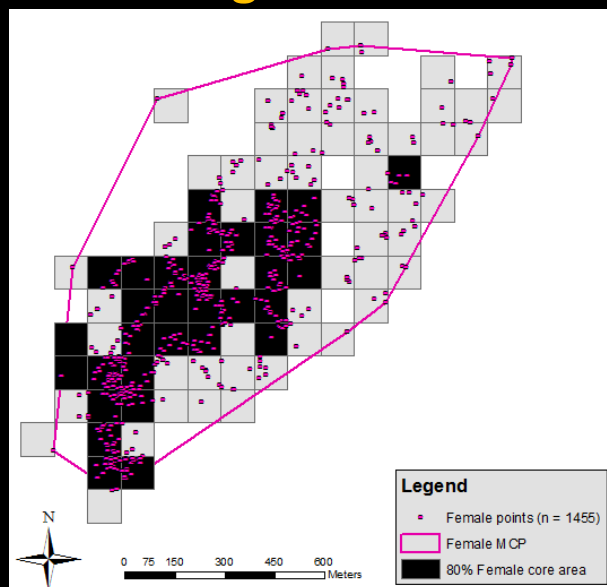 N
0 75 150 300 450 600
Meters
Legend
Female points (n = 1455)
Female MCP
80% Female core area